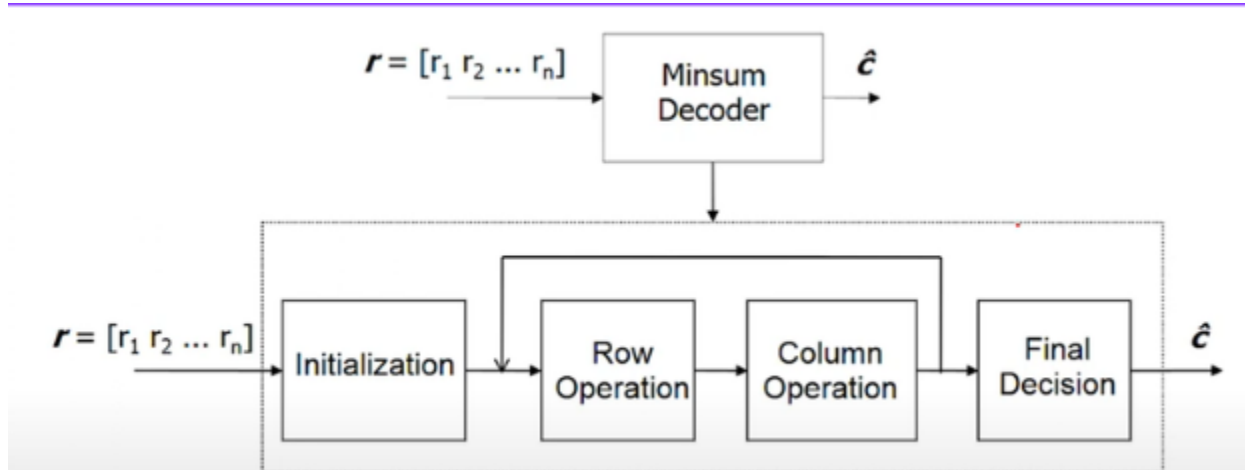 r = [r₁ r₂ ... rₙ]
Minsum
Decoder
ĉ
r = [r₁ r₂ ... rₙ]
Initialization
Row
Operation
Column
Operation
Final
Decision
ĉ